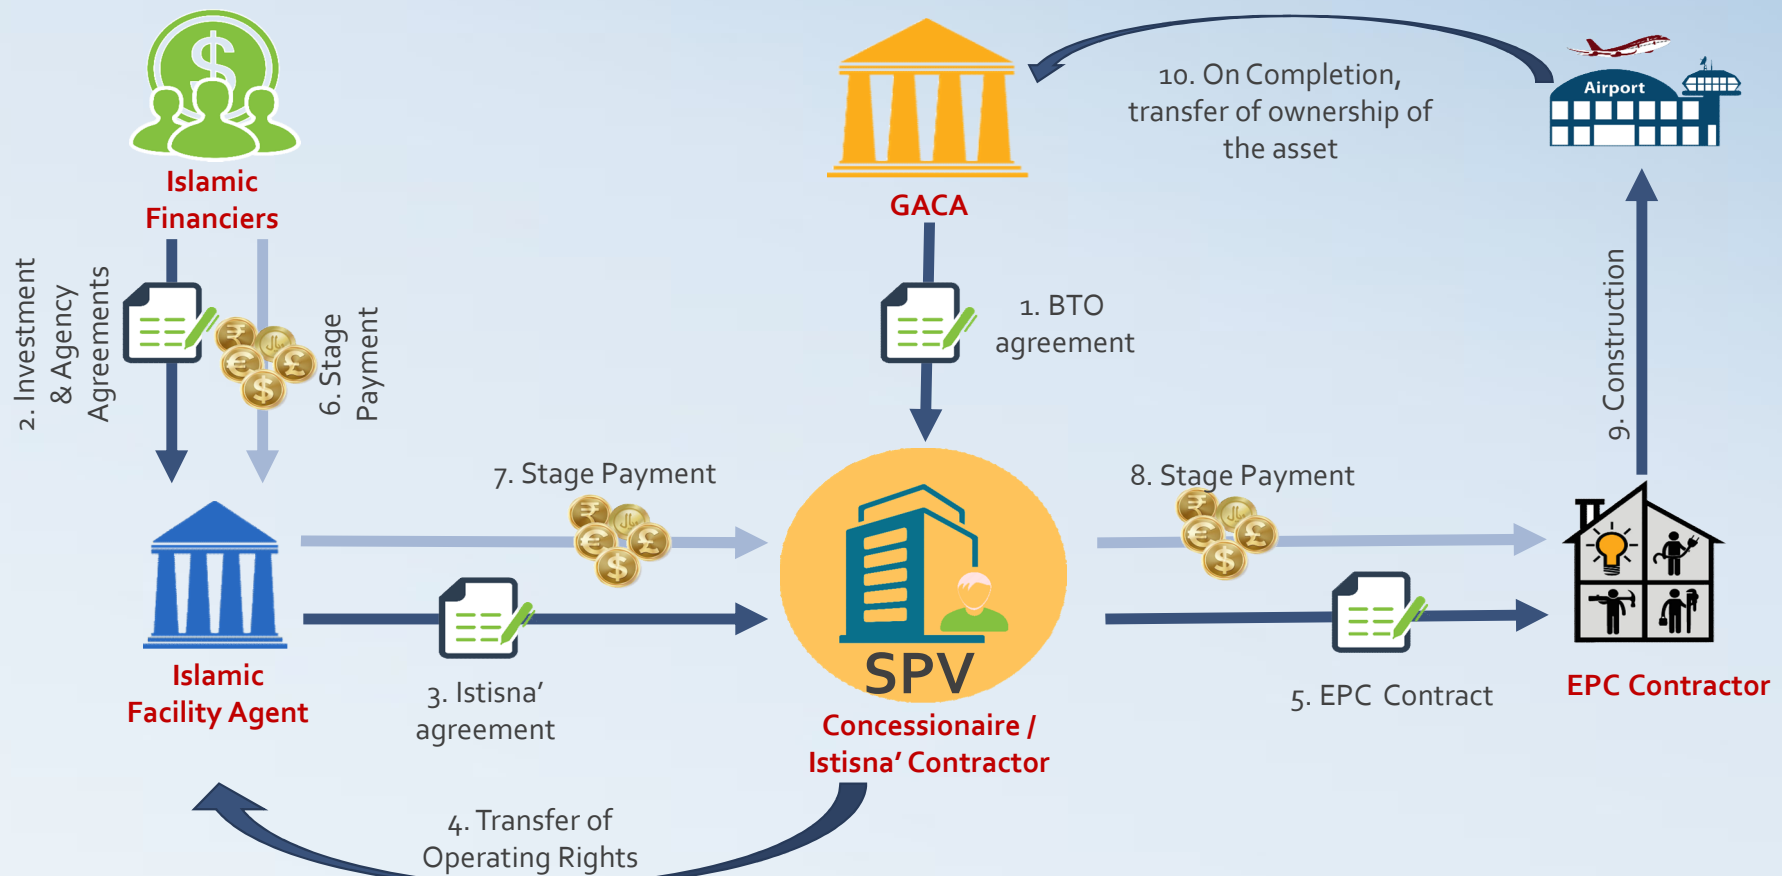 Islamic
Financiers
GACA
10. On Completion,
transfer of ownership of
the asset
Airport
2. Investment
& Agency
Agreements
6. Stage
Payment
1. BTO
agreement
9. Construction
7. Stage Payment
8. Stage Payment
Islamic
Facility Agent
3. Istisna’
agreement
SPV
Concessionaire /
Istisna’ Contractor
5. EPC Contract
EPC Contractor
4. Transfer of
Operating Rights